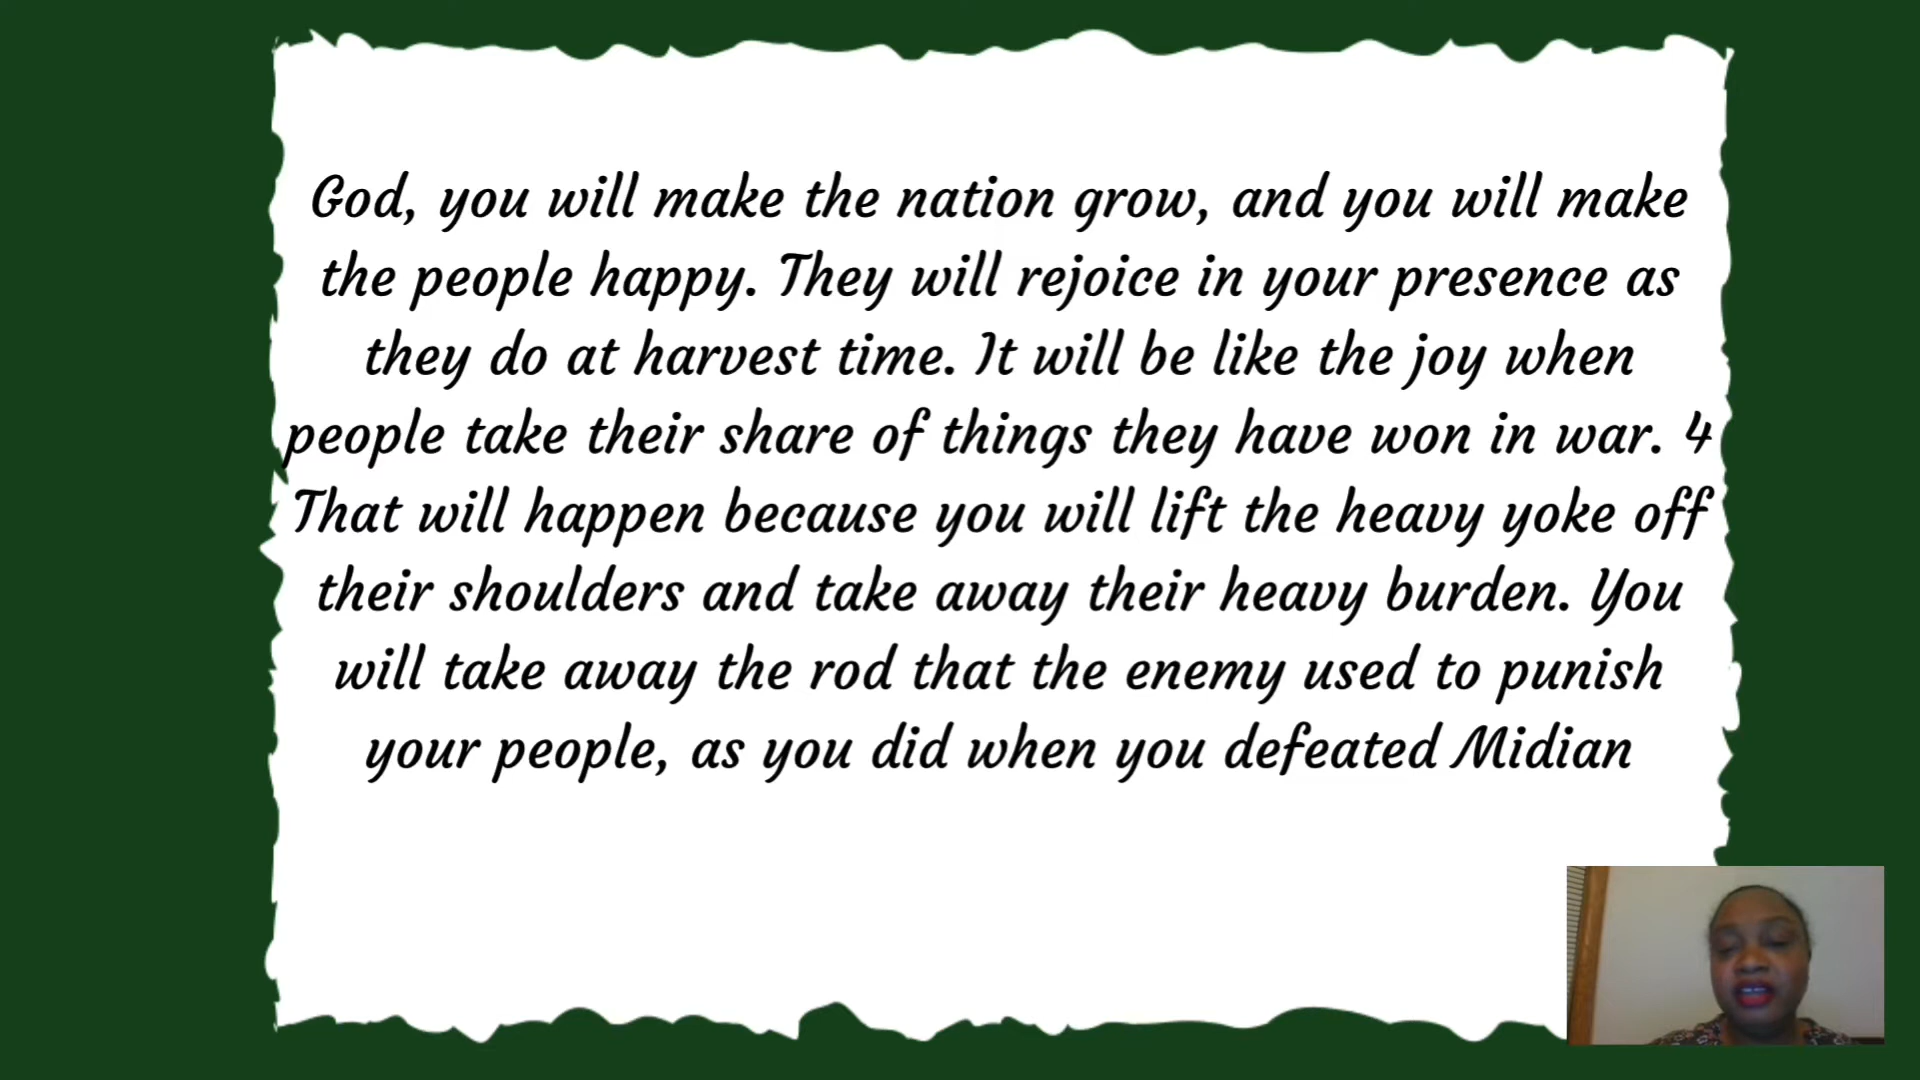 God, you will make the nation grow, and you will make
the people happy. They will rejoice in your presence as
they do at harvest time. It will be like the joy when
people take their share of things they have won in war. 4
That will happen because you will lift the heavy yoke off
their shoulders and take away their heavy burden. You
will take away the rod that the enemy used to punish
your people, as you did when you defeated Midian